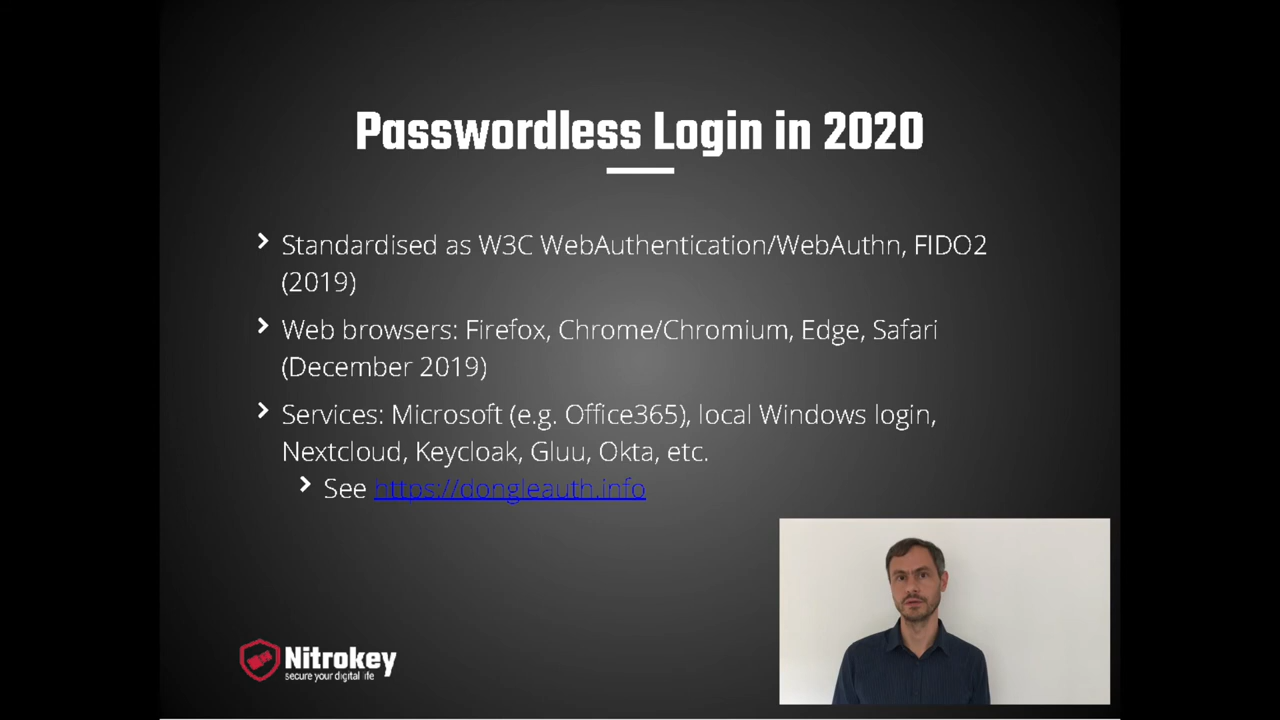 Passwordless Login in 2020
Standardised as W3C WebAuthentication/WebAuthn, FIDO2
(2019)
Web browsers: Firefox, Chrome/Chromium, Edge, Safari
(December 2019)
Services: Microsoft (e.g. Office365), local Windows login,
Nextcloud, Keycloak, Gluu, Okta, etc.
See https://dongleauth.info
Nitrokey
secure your digital life